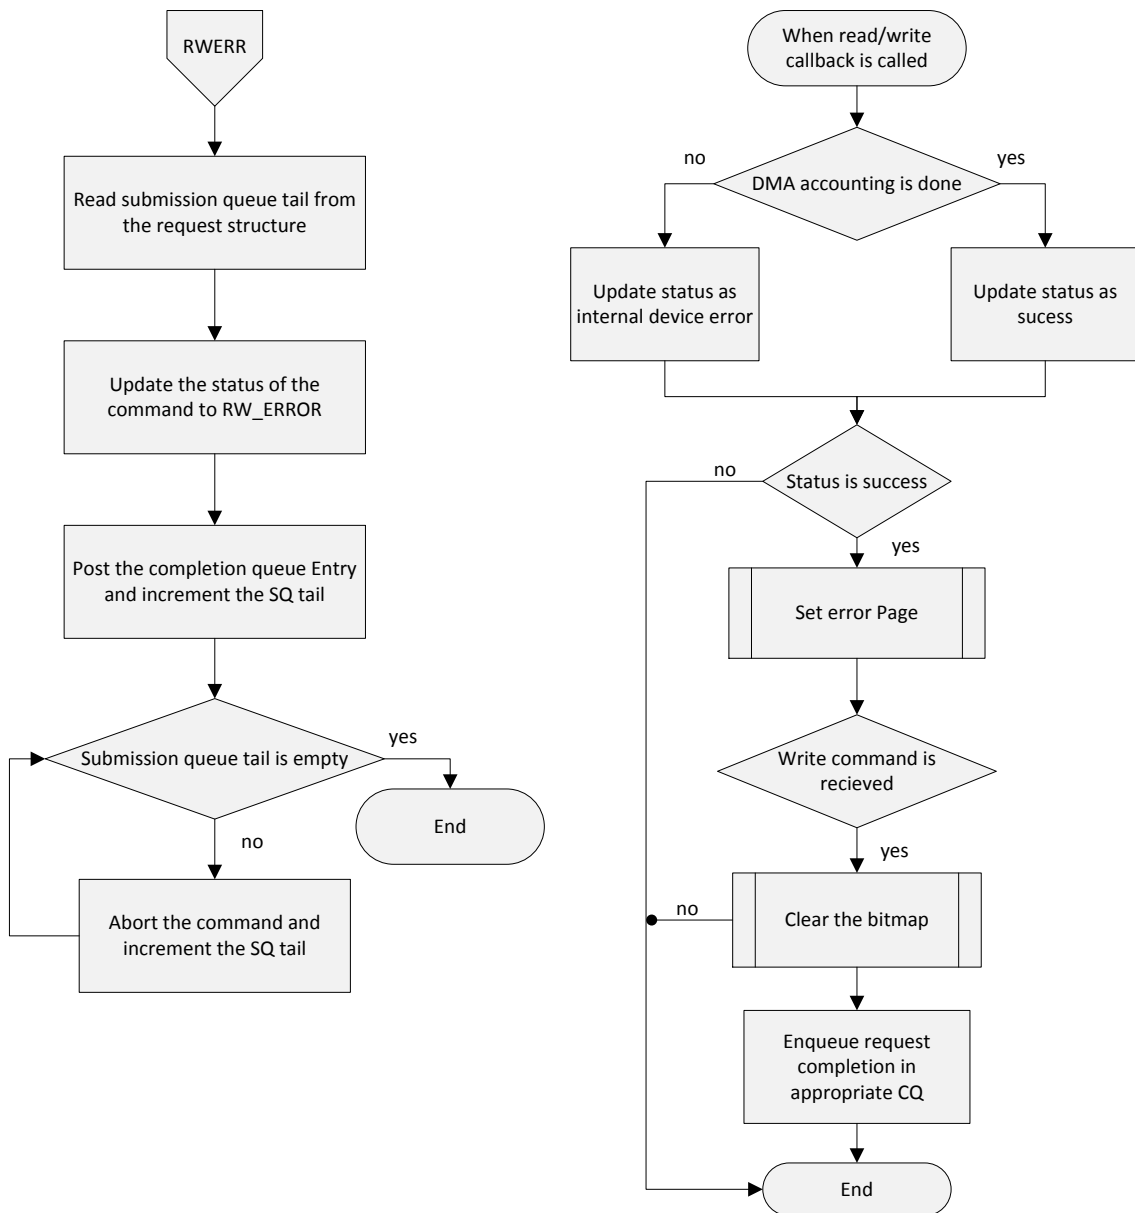 RWERR
Read submission queue tail from
the request structure
Update the status of the
command to RW_ERROR
Post the completion queue Entry
and increment the SQ tail
Submission queue tail is empty
yes
End
no
Abort the command and
increment the SQ tail
When read/write
callback is called
no
yes
DMA accounting is done
Update status as
internal device error
Update status as
sucess
no
Status is success
yes
Set error Page
Write command is
recieved
yes
no
Clear the bitmap
Enqueue request
completion in
appropriate CQ
End